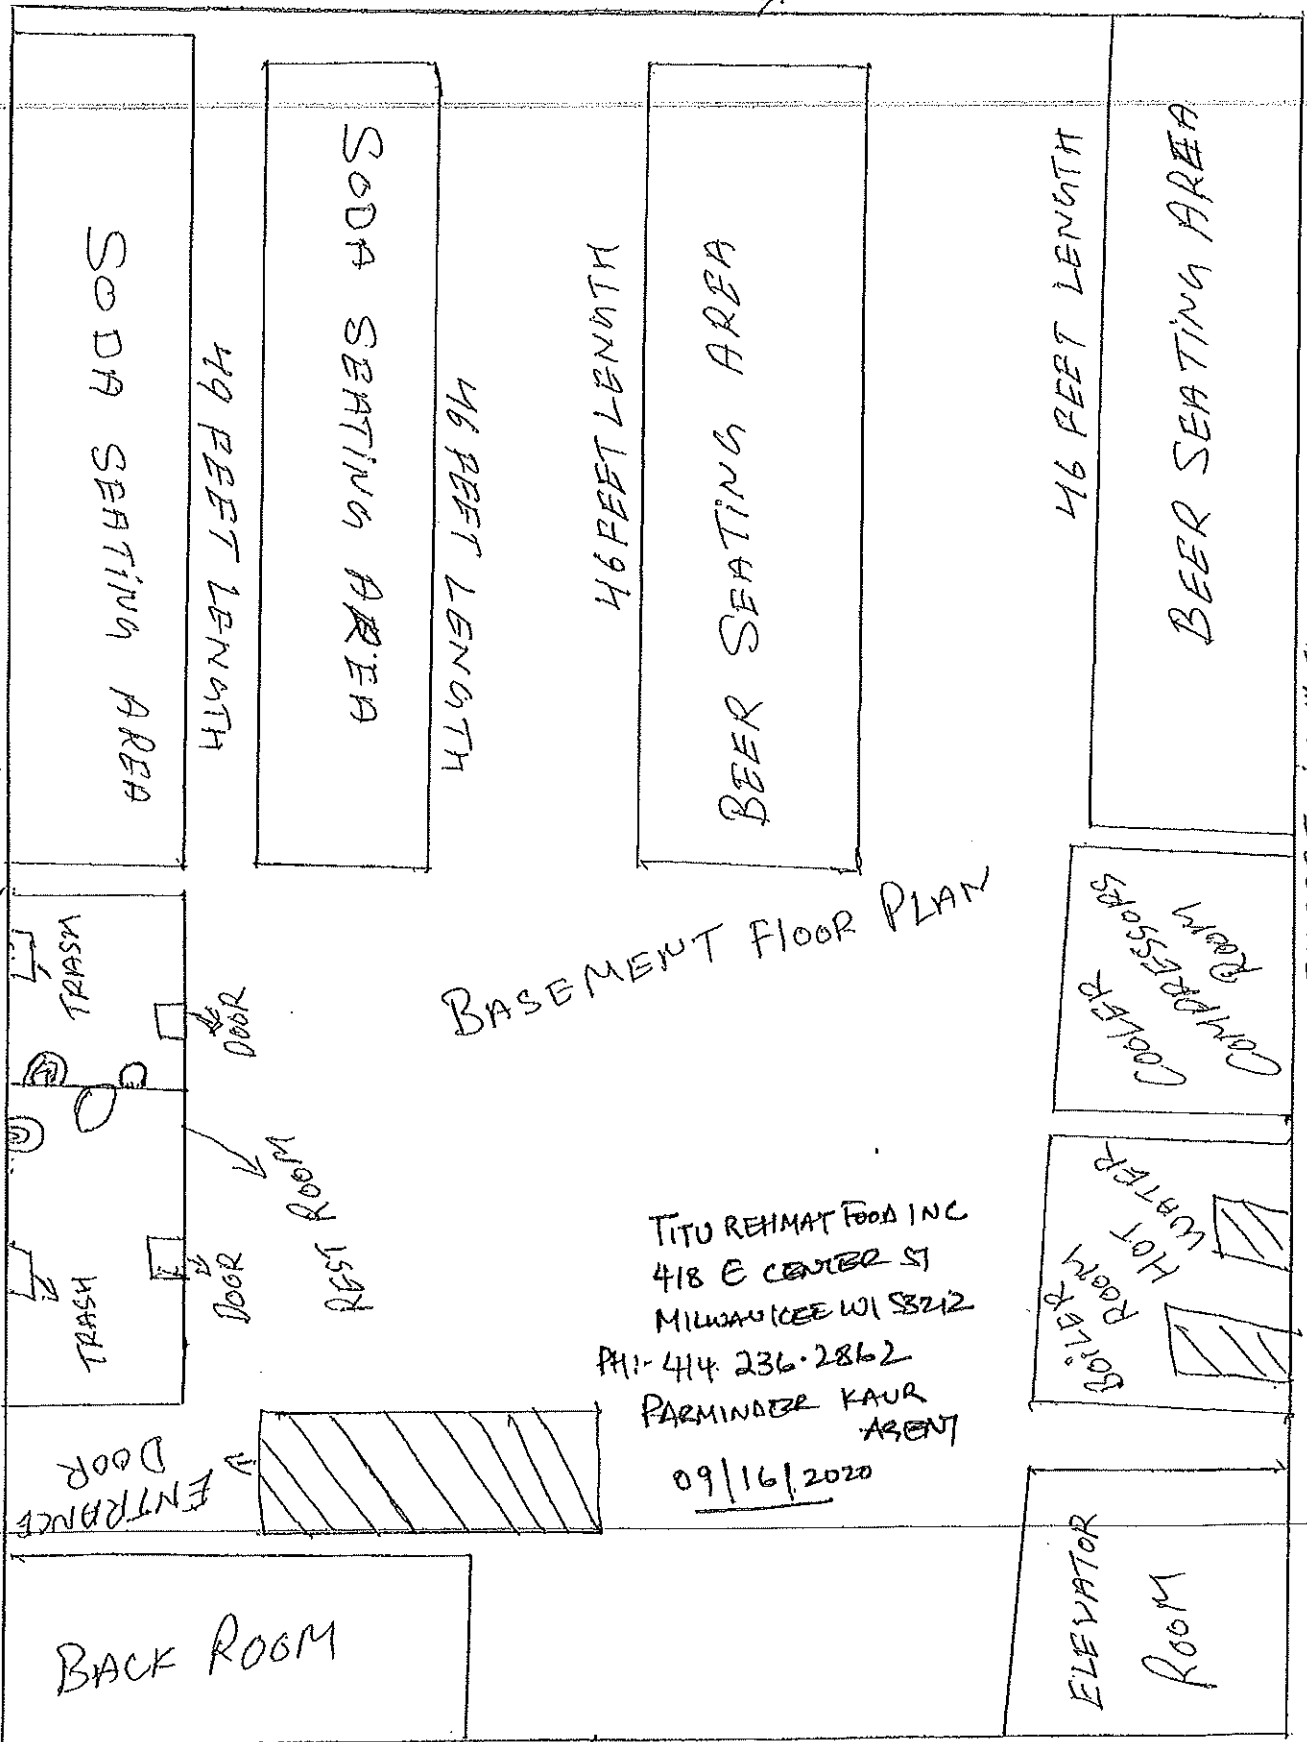 SODA SEATING AREA
49 FEET LENGTH
SODA SEATING AREA
46 FEET LENGTH
46 FEET LENGTH
BEER SEATING AREA
46 FEET LENGTH
BEER SEATING AREA
TRASH
DOOR
BASEMENT FLOOR PLAN
COOLER
COMPRESSORS
ROOM
REST ROOM
DOOR
TRASH
BOILER
ROOM
HOT
WATER
TITU REHMAT FOOD INC
418 E CENTER ST
MILWAUKEE WI 53212
PH:- 414.236.2862
PARMINDER KAUR
AGENT
09/16/2020
ENTRANCE
DOOR
BACK ROOM
ELEVATOR
ROOM